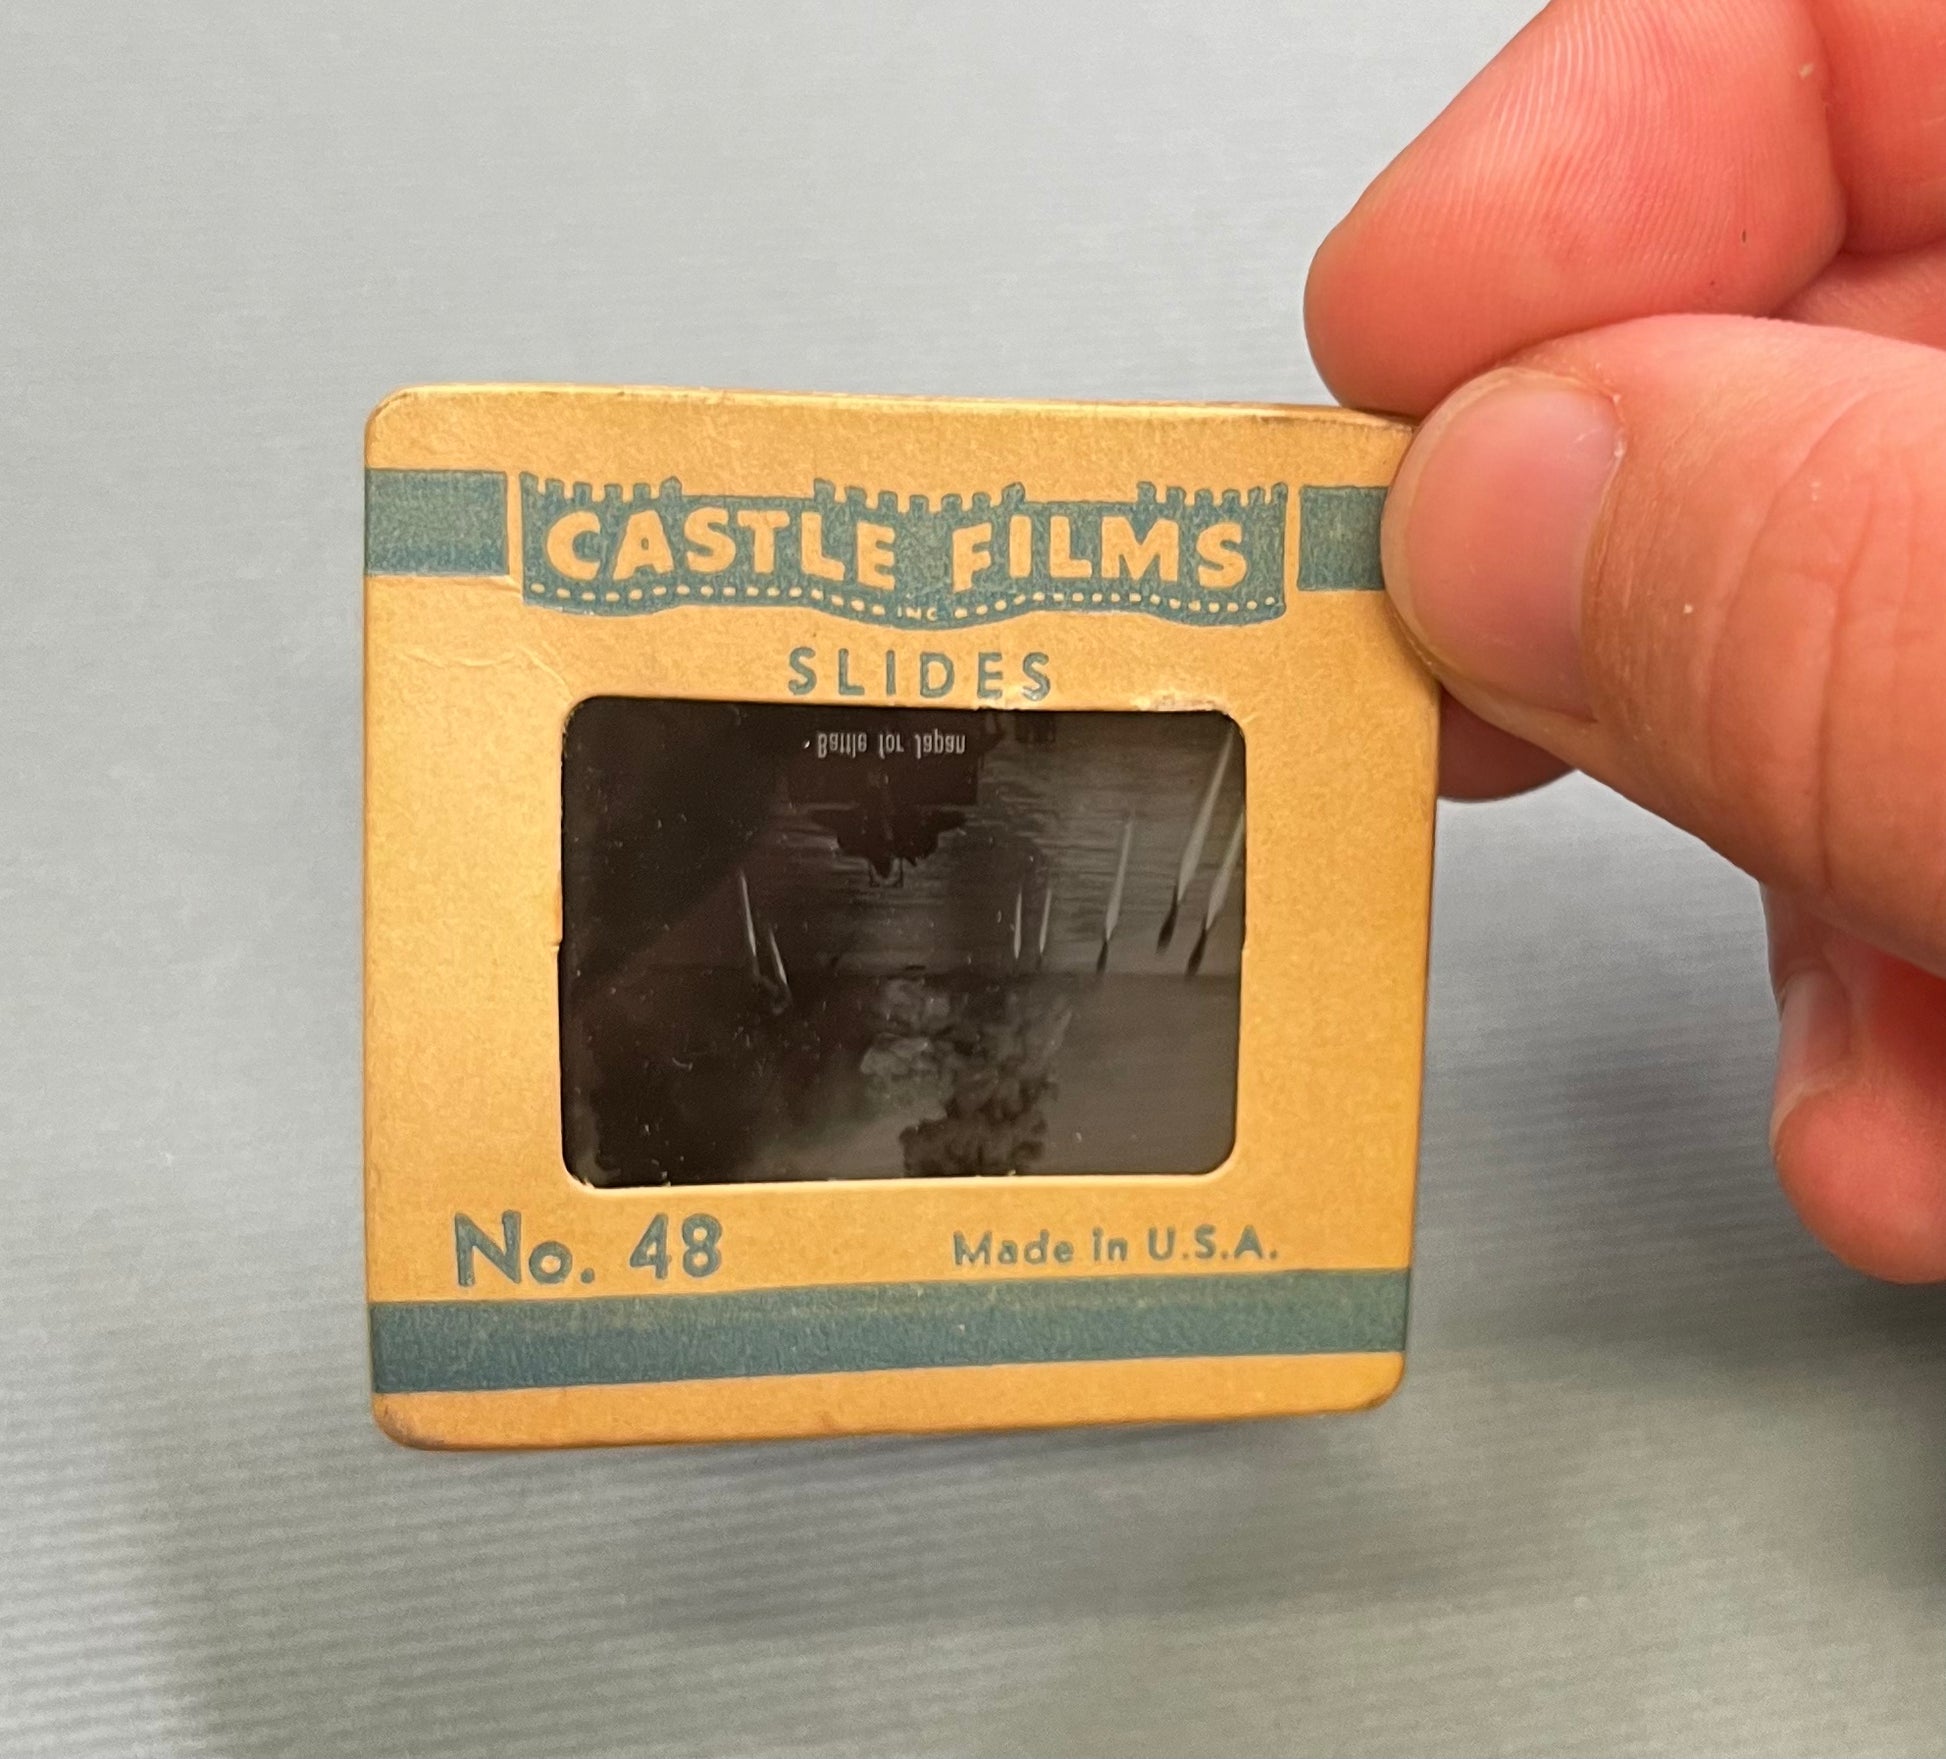 CASTLE FILMS
INC
SLIDES
Battle for Japan
No. 48
Made in U.S.A.